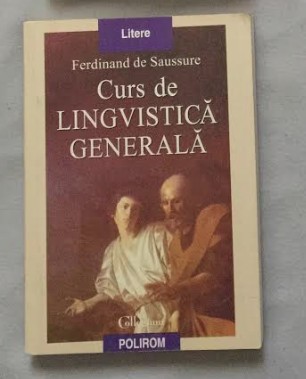 Litere
Ferdinand de Saussure
Curs de
LINGVISTICĂ
GENERALĂ
Collegium
POLIROM